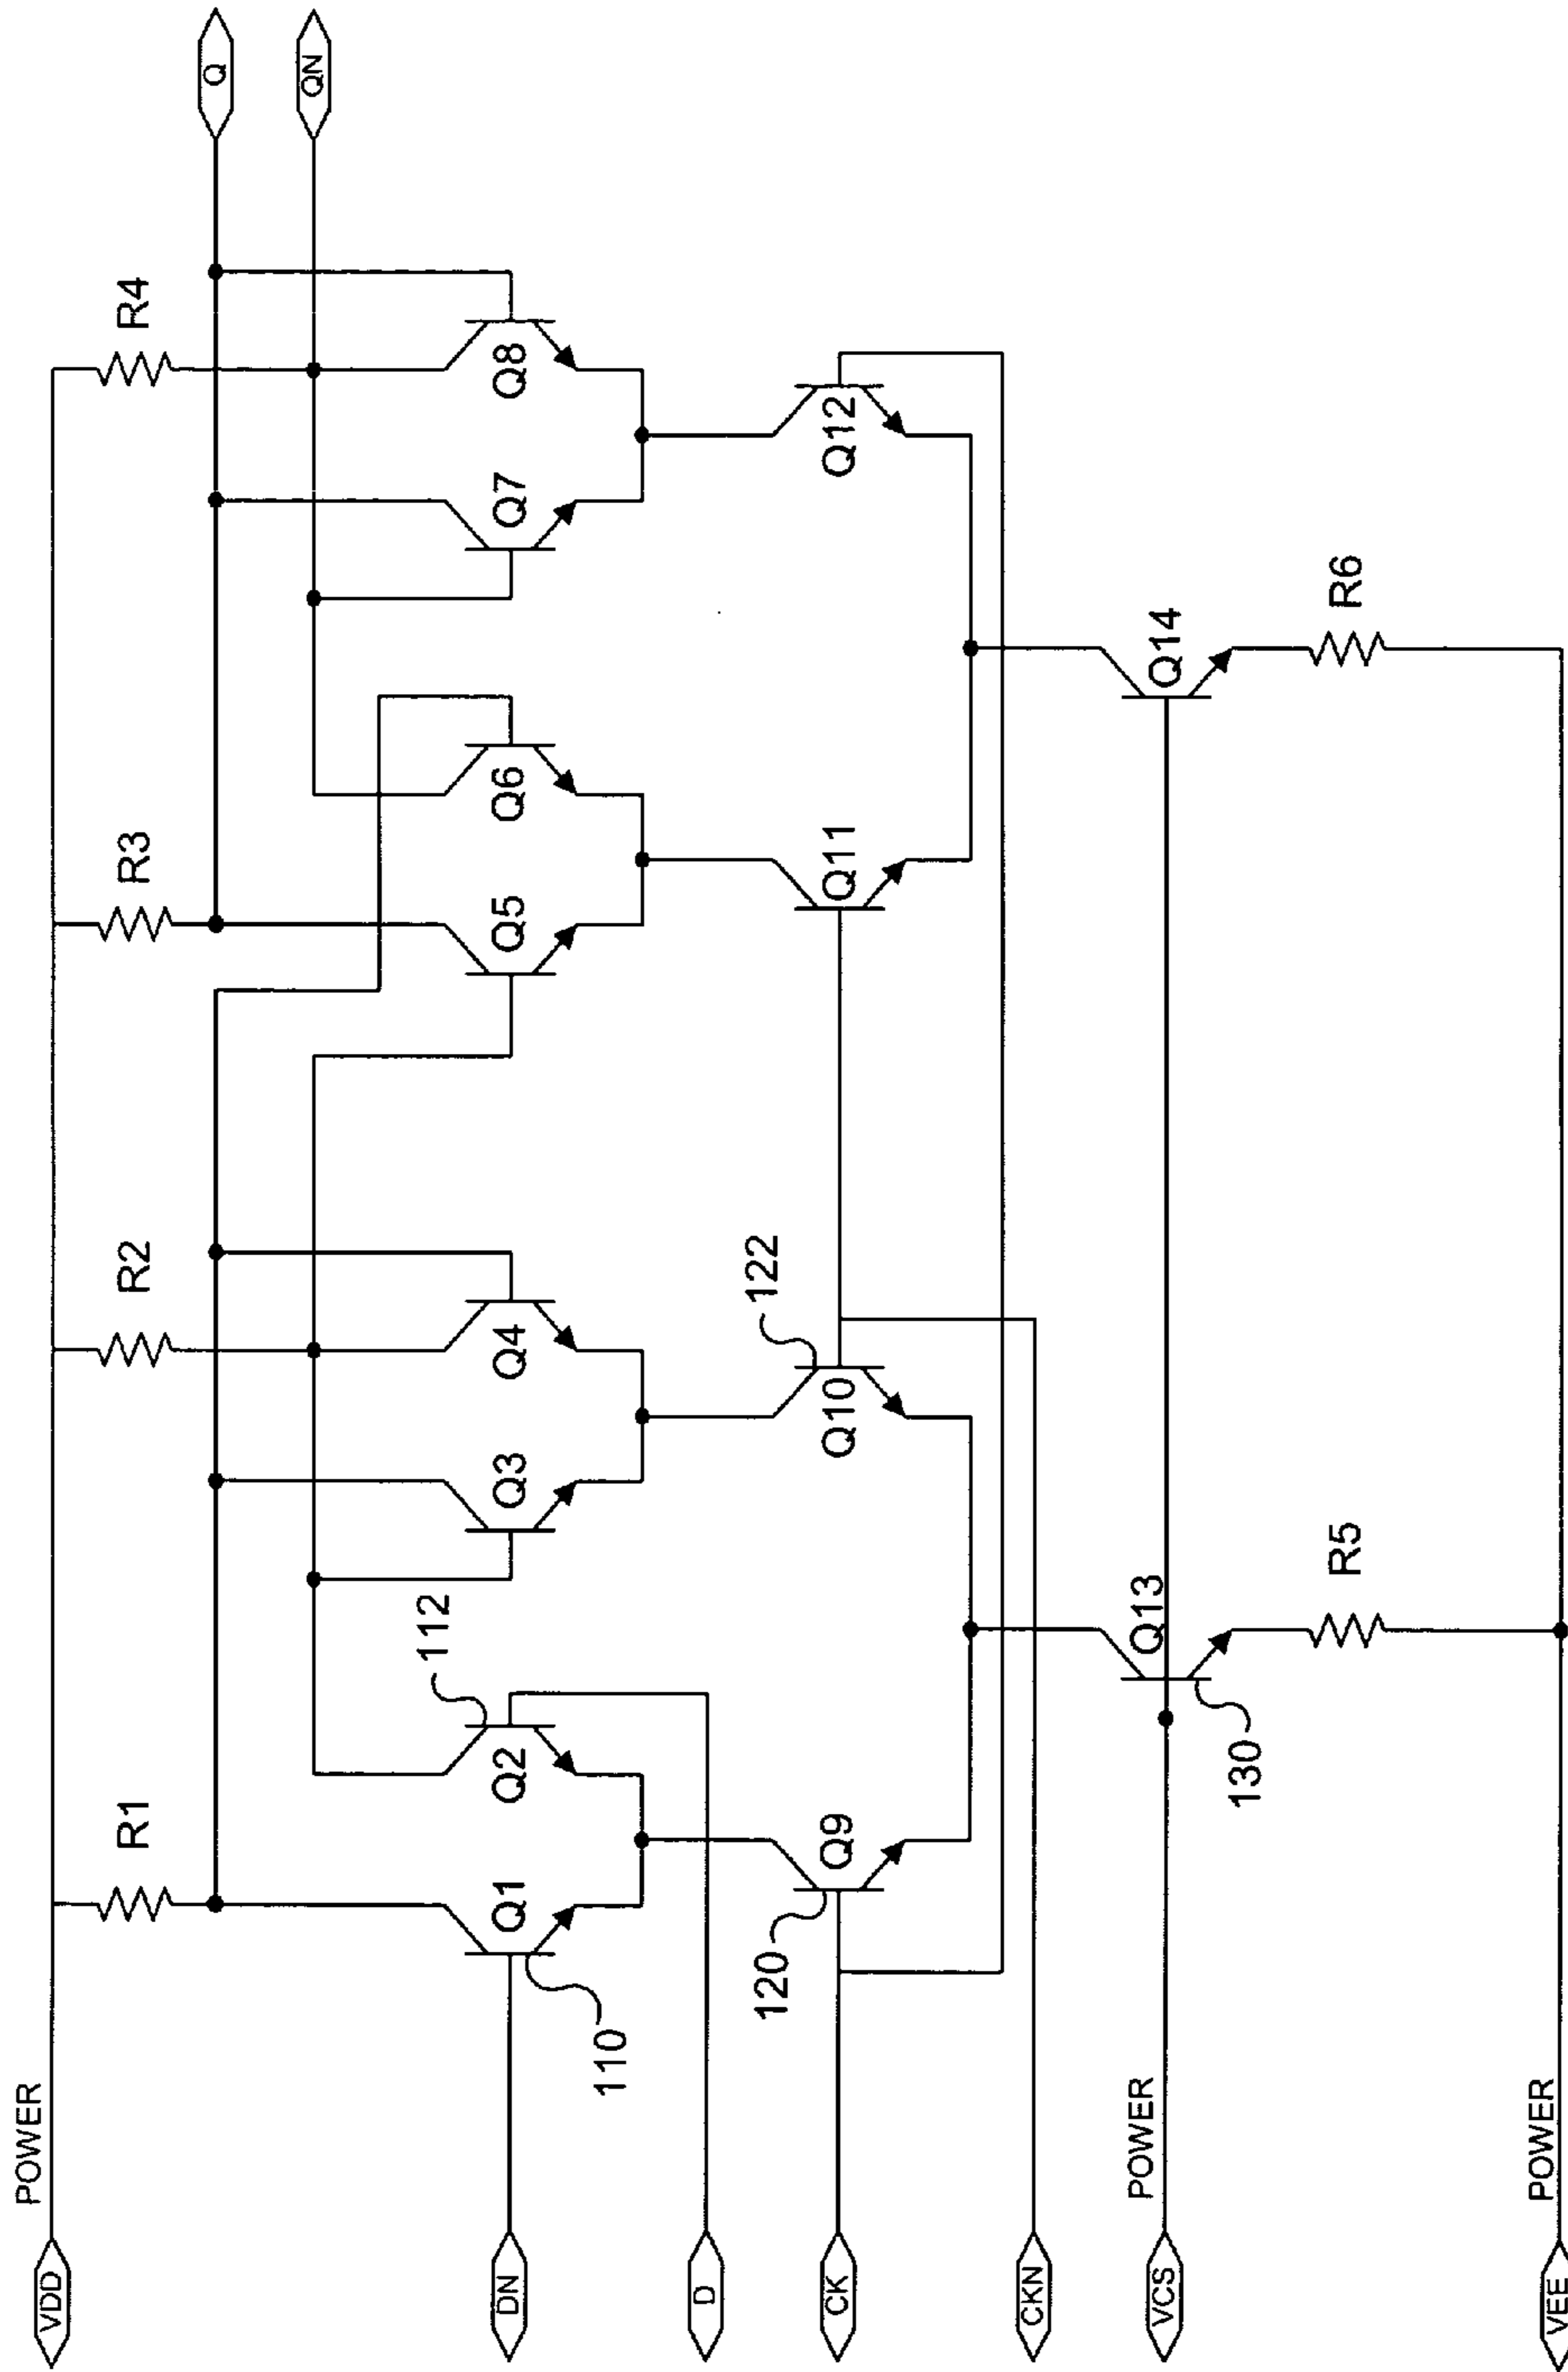 POWER
VDD
R1
R2
R3
R4
Q
QN
DN
Q1
110
Q2
112
Q3
Q4
Q5
Q6
Q7
Q8
D
CK
120
Q9
Q10
122
Q11
Q12
CKN
POWER
VCS
Q13
130
Q14
R5
R6
POWER
VEE